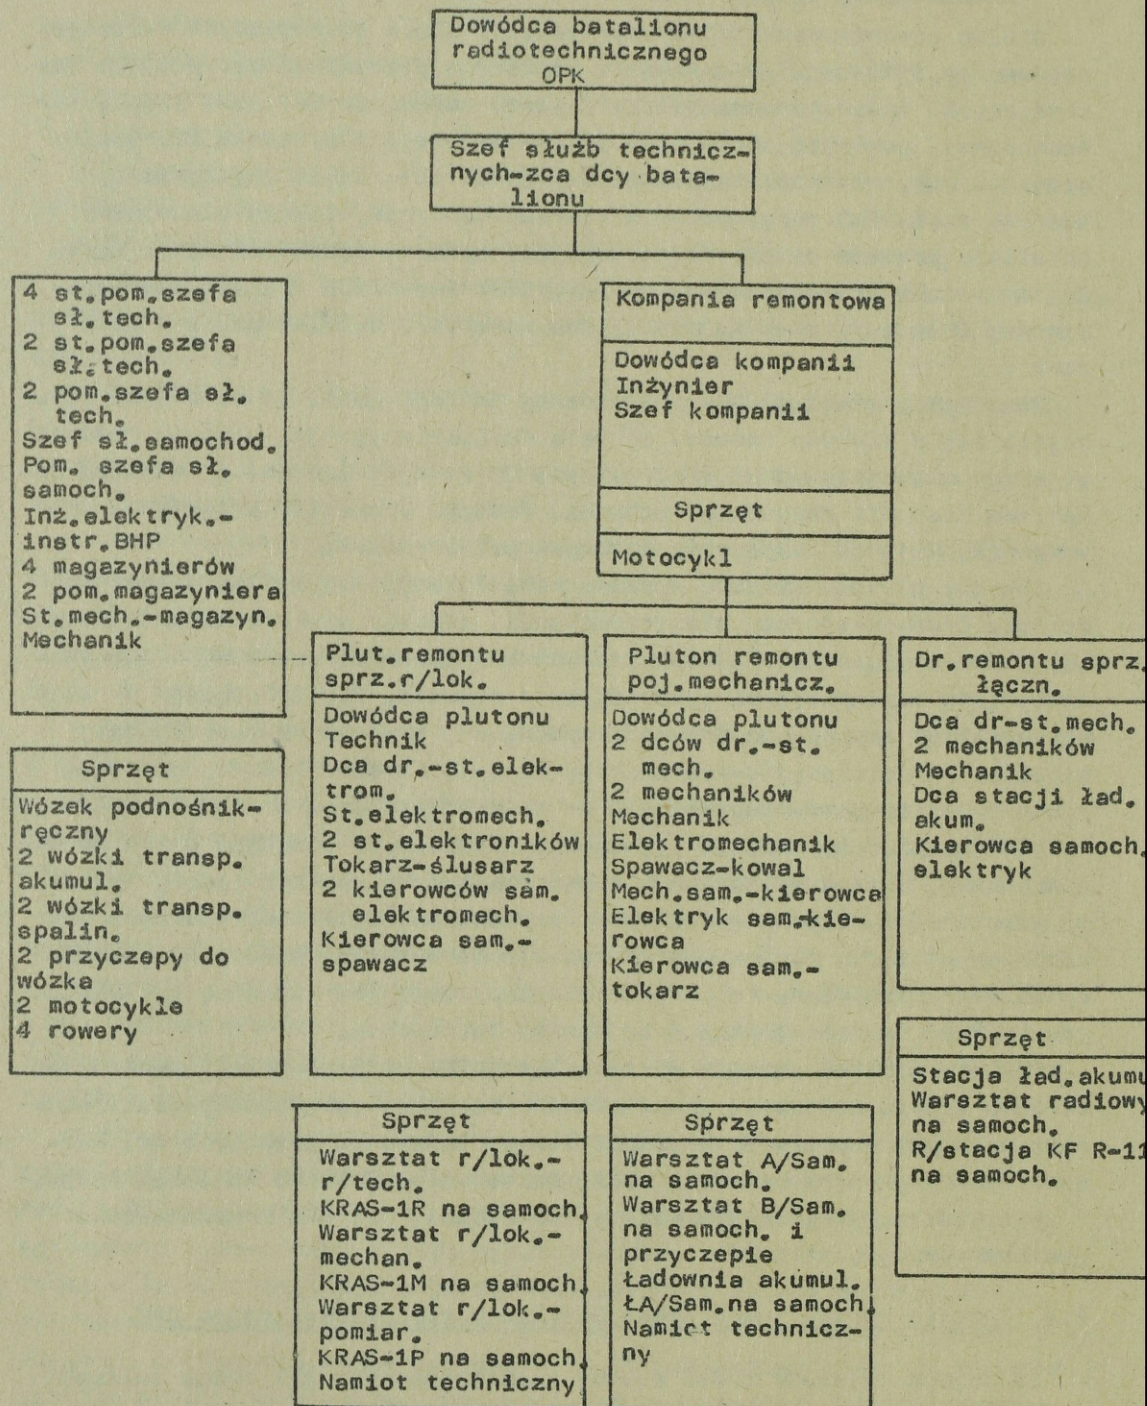 Dowódca batalionu
radiotechnicznego
OPK
Szef służb technicz-
nych-zca dcy bata-
lionu
4 st.pom.szefa
sł.tech.
2 st.pom.szefa
sł.tech.
2 pom.szefa sł.
tech.
Szef sł.samochod.
Pom. szefa sł.
samoch.
Inż.elektryk.-
instr.BHP
4 magazynierów
2 pom.magazyniera
St.mech.-magazyn.
Mechanik
Sprzęt
Wózek podnośnik-
ręczny
2 wózki transp.
akumul.
2 wózki transp.
spalin.
2 przyczepy do
wózka
2 motocykle
4 rowery
Kompania remontowa
Dowódca kompanii
Inżynier
Szef kompanii
Sprzęt
Motocykl
Plut.remontu
sprz.r/lok.
Dowódca plutonu
Technik
Dca dr.-st.elek-
trom.
St.elektromech.
2 st.elektroników
Tokarz-ślusarz
2 kierowców sam.
elektromech.
Kierowca sam.-
spawacz
Sprzęt
Warsztat r/lok.-
r/tech.
KRAS-1R na samoch.
Warsztat r/lok.-
mechan.
KRAS-1M na samoch
Warsztat r/lok.-
pomiar.
KRAS-1P na samoch.
Namiot techniczny
Pluton remontu
poj.mechanicz.
Dowódca plutonu
2 dców dr.-st.
mech.
2 mechaników
Mechanik
Elektromechanik
Spawacz-kowal
Mech.sam.-kierowca
Elektryk sam.-kie-
rowca
Kierowca sam.-
tokarz
Sprzęt
Warsztat A/Sam.
na samoch.
Warsztat B/Sam.
na samoch. i
przyczepie
Ładownia akumul.
ŁA/Sam.na samoch.
Namiot technicz-
ny
Dr.remontu sprz.
łączn.
Dca dr-st.mech.
2 mechaników
Mechanik
Dca stacji ład.
akum.
Kierowca samoch.
elektryk
Sprzęt
Stacja ład.akumu
Warsztat radiowy
na samoch.
R/stacja KF R-11
na samoch.